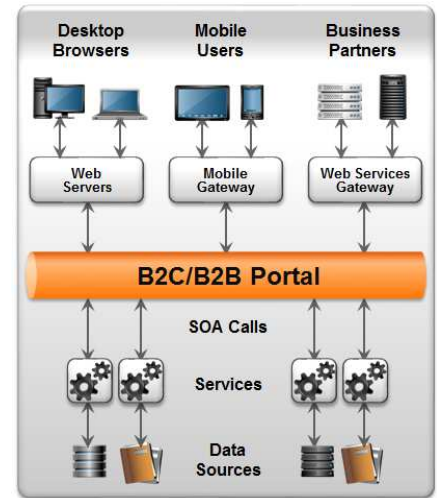 Desktop
Browsers
Mobile
Users
Business
Partners
Web
Servers
Mobile
Gateway
Web Services
Gateway
B2C/B2B Portal
SOA Calls
Services
Data
Sources